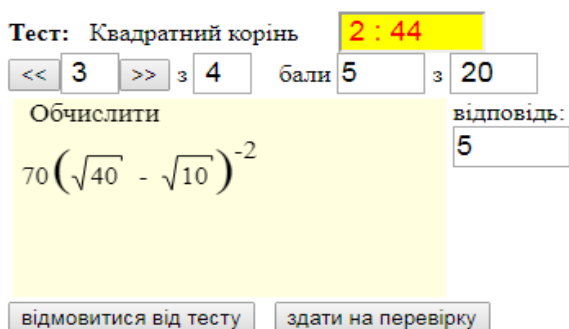 Тест: Квадратний корінь 2 : 44
<< 3 >> з 4 бали 5 з 20
Обчислити
відповідь:
70(√40 - √10)^-2
5
відмовитися від тесту здати на перевірку